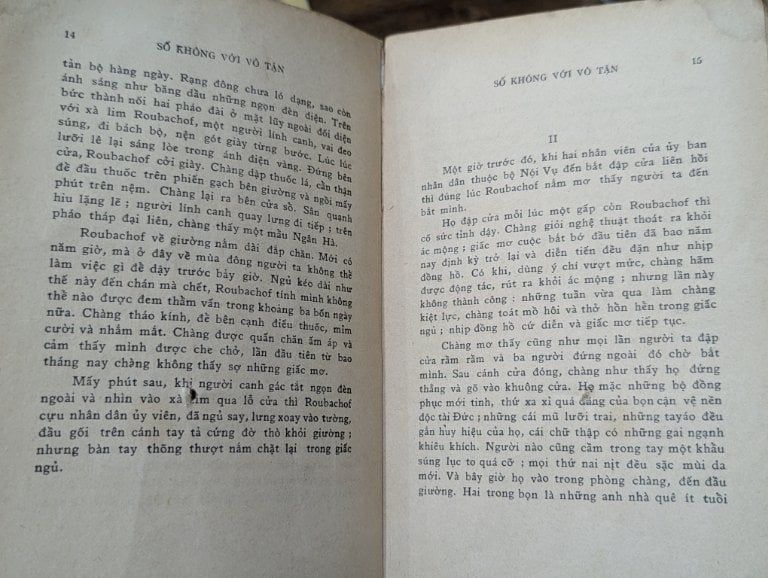 14
SỐ KHÔNG VỚI VÔ TẬN
tản bộ hàng ngày. Rạng đông chưa ló dạng, sao còn
ánh sáng như băng dầu những ngọn đèn điện. Trên
bức thành nối hai pháo đài ở mặt lũy ngoài đối diện
với xà lim Roubachof, một người lính canh, vai đeo
súng, đi bách bộ, nện gót giày từng bước. Lúc lúc
lưỡi lê lại sáng lòe trong ánh điện vàng. Đứng bên
cửa, Roubachof cởi giày. Chàng dập thuốc lá, cẩn thận
để đầu thuốc trên phiến gạch bên giường và ngồi mấy
phút trên nệm. Chàng lại ra bên cửa sổ. Sân quạnh
hiu lặng lẽ ; người lính canh quay lưng đi tiếp ; trên
pháo tháp đại liên, chàng thấy một mẩu Ngân Hà.
Roubachof về giường nằm dài đắp chăn. Mới có
năm giờ, mà ở đây về mùa đông người ta không thể
làm việc gì để dậy trước bảy giờ. Ngủ kéo dài như
thế này đến chán mà chết, Roubachof tính mình không
thề nào được đem thẩm vấn trong khoảng ba bốn ngày
nữa. Chàng tháo kính, để bên cạnh điếu thuốc, mỉm
cười và nhắm mắt. Chàng được quấn chăn ấm áp và
cảm thấy mình được che chở, lần đầu tiên từ bao
tháng nay chàng không thấy sợ những giấc mơ.
Mấy phút sau, khi người canh gác tắt ngọn đèn
ngoài và nhìn vào xà lim qua lỗ cửa thì Roubachof
cựu nhân dân ủy viên, đã ngủ say, lưng xoay vào tường,
đầu gối trên cánh tay tả cứng đờ thò khỏi giường ;
nhưng bàn tay thõng thượt nắm chặt lại trong giấc
ngủ.
SỐ KHÔNG VỚI VÔ TẬN
15
II
Một giờ trước đó, khi hai nhân viên của ủy ban
nhân dân thuộc bộ Nội Vụ đến bắt đập cửa liên hồi
thì đúng lúc Roubachof nằm mơ thấy người ta đến
bắt mình.
Họ đập cửa mỗi lúc một gấp còn Roubachof thì
cố sức tỉnh dậy. Chàng giỏi nghệ thuật thoát ra khỏi
ác mộng ; giấc mơ cuộc bắt bớ đầu tiên đã bao năm
nay định kỳ trở lại và diễn tiến đều đặn như nhịp
đồng hồ. Có khi, dùng ý chí vượt mức, chàng hãm
được động tác, rút ra khỏi ác mộng ; nhưng lần này
không thành công : những tuần vừa qua làm chàng
kiệt lực, chàng toát mồ hôi và thở hồn hển trong giấc
ngủ ; nhịp đồng hồ cứ diễn và giấc mơ tiếp tục.
Chàng mơ thấy cũng như mọi lần người ta đập
cửa rầm rầm và ba người đứng ngoài đó chờ bắt
mình. Sau cánh cửa đóng, chàng như thấy họ đứng
thẳng và gõ vào khuôn cửa. Họ mặc những bộ đồng
phục mới tinh, thứ xa xỉ quá đáng của bọn cận vệ nền
độc tài Đức ; những cái mũ lưỡi trai, những tayáo đều
gắn huy hiệu của họ, cái chữ thập có những gai ngạnh
khiêu khích. Người nào cũng cầm trong tay một khẩu
súng lục to quá cỡ ; mọi thứ nai nịt đều sặc mùi da
mới. Và bây giờ họ vào trong phòng chàng, đến đầu
giường. Hai trong bọn là những anh nhà quê ít tuổi